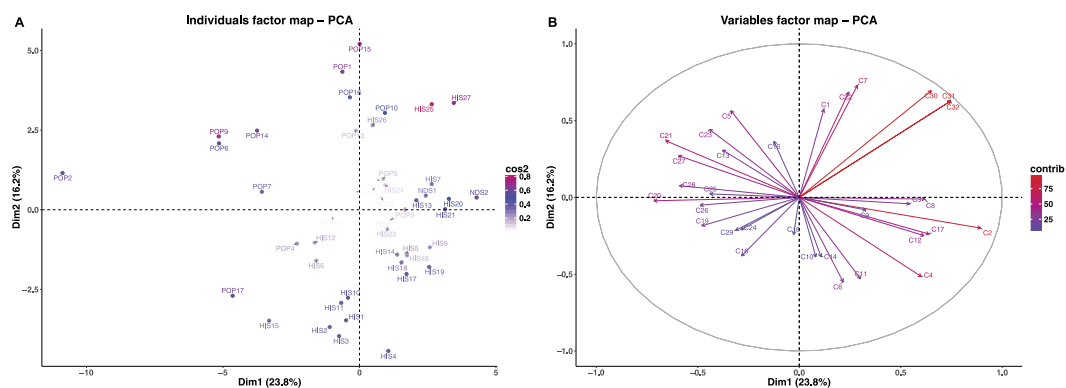 A
Individuals factor map – PCA
5.0
2.5
0.0
−2.5
−10
−5
0
5
Dim1 (23.8%)
Dim2 (16.2%)
POP15
POP1
POP10
HIS27
HIS25
HIS26
POP9
POP14
POP6
POP2
POP7
HIS7
NDS1
NDS2
HIS20
HIS13
HIS21
HIS24
POP3
HIS22
HIS12
POP4
HIS6
HIS9
HIS14
HIS5
HIS16
HIS18
HIS19
HIS17
POP17
HIS10
HIS11
HIS15
HIS1
HIS2
HIS3
HIS4
cos2
0.8
0.6
0.4
0.2
B
Variables factor map – PCA
1.0
0.5
0.0
−0.5
−1.0
−1.0
−0.5
0.0
0.5
1.0
Dim1 (23.8%)
Dim2 (16.2%)
C7
C30
C31
C32
C1
C5
C23
C21
C13
C27
C28
C20
C26
C19
C29
C24
C8
C2
C17
C12
C4
C10
C14
C11
contrib
75
50
25